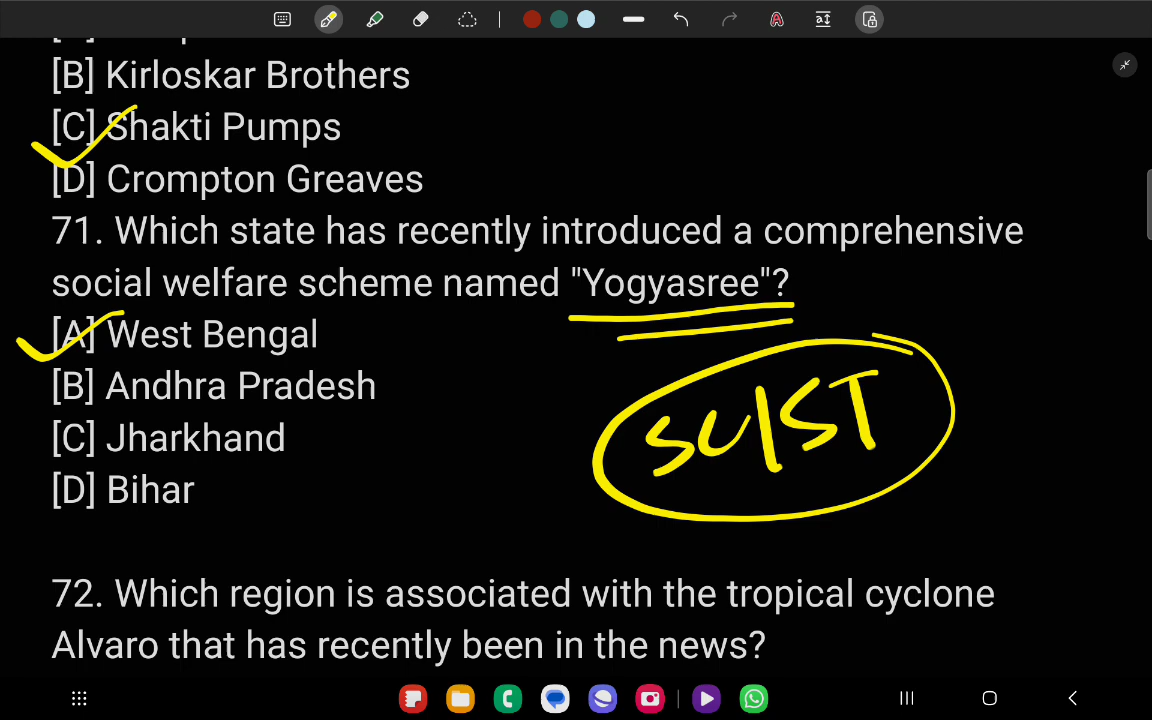 [B] Kirloskar Brothers
[C] Shakti Pumps
[D] Crompton Greaves
71. Which state has recently introduced a comprehensive
social welfare scheme named "Yogyasree"?
[A] West Bengal
[B] Andhra Pradesh
[C] Jharkhand
[D] Bihar
SC/ST
72. Which region is associated with the tropical cyclone
Alvaro that has recently been in the news?